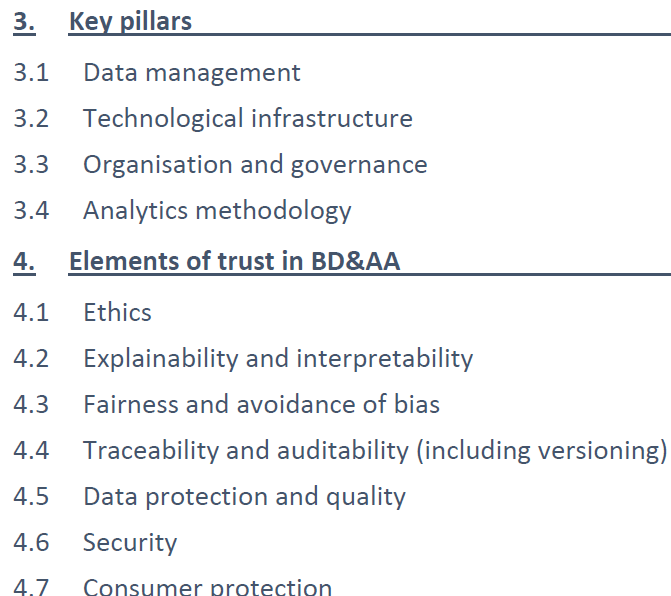 3. Key pillars
3.1 Data management
3.2 Technological infrastructure
3.3 Organisation and governance
3.4 Analytics methodology
4. Elements of trust in BD&AA
4.1 Ethics
4.2 Explainability and interpretability
4.3 Fairness and avoidance of bias
4.4 Traceability and auditability (including versioning)
4.5 Data protection and quality
4.6 Security
4.7 Consumer protection